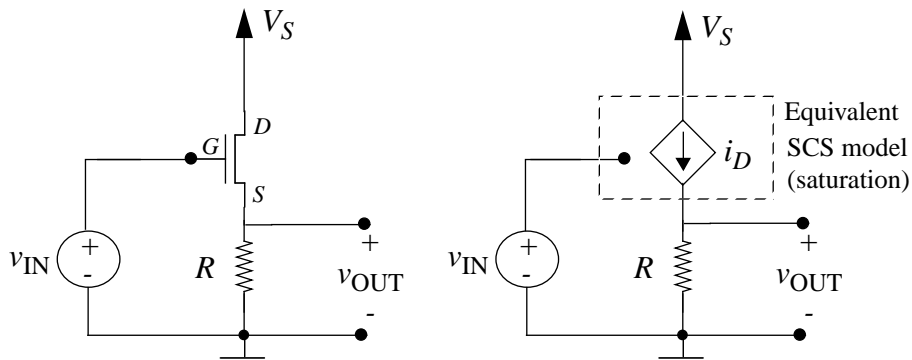 V_S
D
G
S
v_IN
+
-
R
+
v_OUT
-
V_S
Equivalent
SCS model
(saturation)
i_D
v_IN
+
-
R
+
v_OUT
-